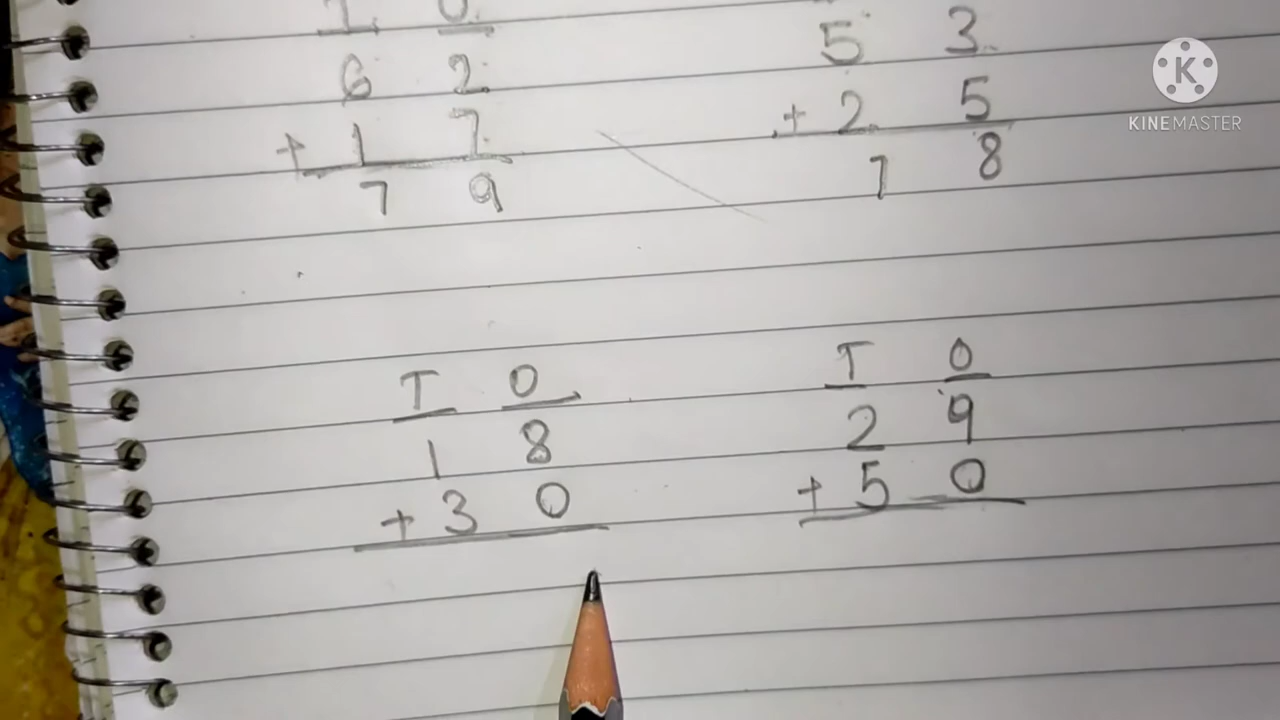 T O
6 2
+ 1 7
7 9
5 3
+ 2 5
7 8
T O
1 8
+ 3 0
T O
2 9
+ 5 0
KINEMASTER